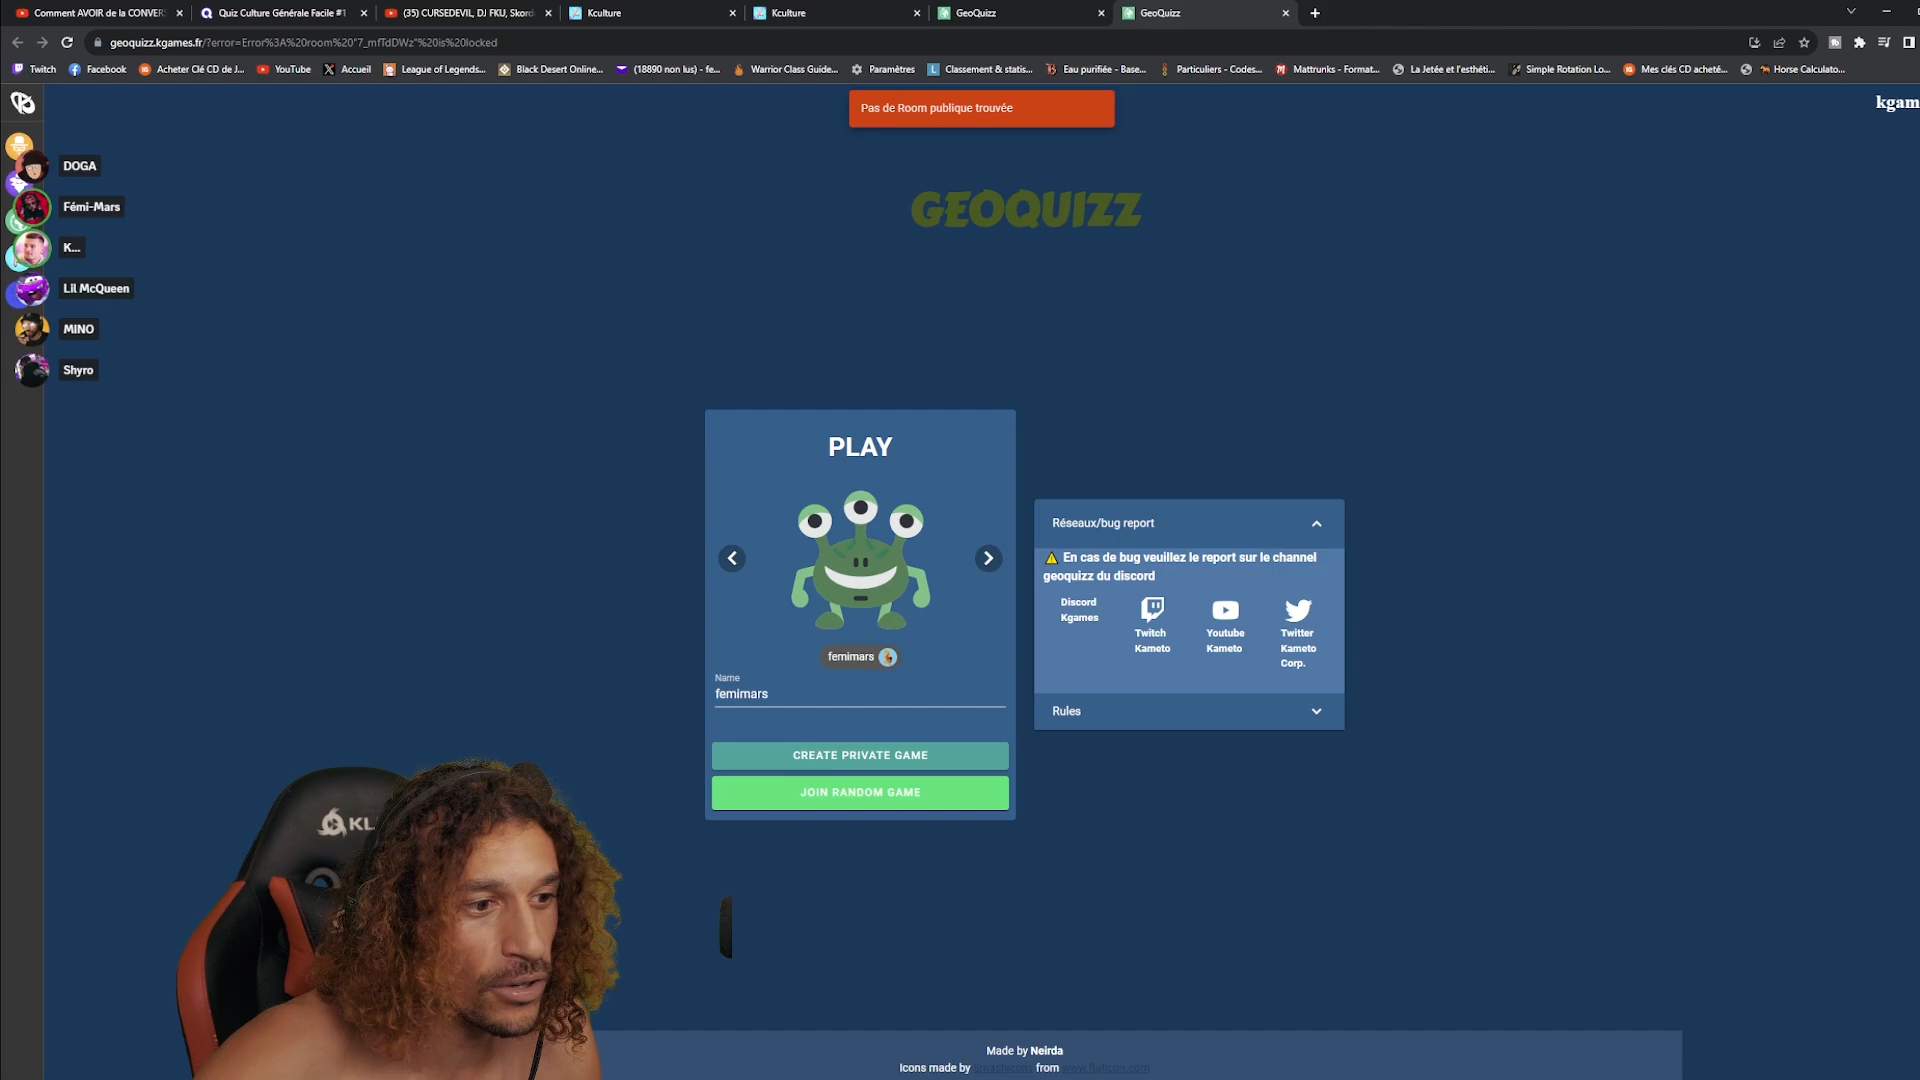 Comment AVOIR de la CONVER
Quiz Culture Générale Facile #1
(35) CURSEDEVIL, DJ FKU, Skord
Kculture
Kculture
GeoQuizz
GeoQuizz
geoquizz.kgames.fr/?error=Error%3A%20room%20"7_mfTdDWz"%20is%20locked
Twitch
Facebook
Acheter Clé CD de J...
YouTube
Accueil
League of Legends...
Black Desert Online...
(18890 non lus) - fe...
Warrior Class Guide...
Paramètres
Classement & statis...
Eau purifiée - Base...
Particuliers - Codes...
Mattrunks - Format...
La Jetée et l'esthéti...
Simple Rotation Lo...
Mes clés CD acheté...
Horse Calculato...
Pas de Room publique trouvée
kgam
GEOQUIZZ
DOGA
Fémi-Mars
K...
Lil McQueen
MINO
Shyro
PLAY
femimars
Name
femimars
CREATE PRIVATE GAME
JOIN RANDOM GAME
Réseaux/bug report
En cas de bug veuillez le report sur le channel
geoquizz du discord
Discord
Kgames
Twitch
Kameto
Youtube
Kameto
Twitter
Kameto
Corp.
Rules
KL
Made by Neirda
Icons made by smashicons from www.flaticon.com